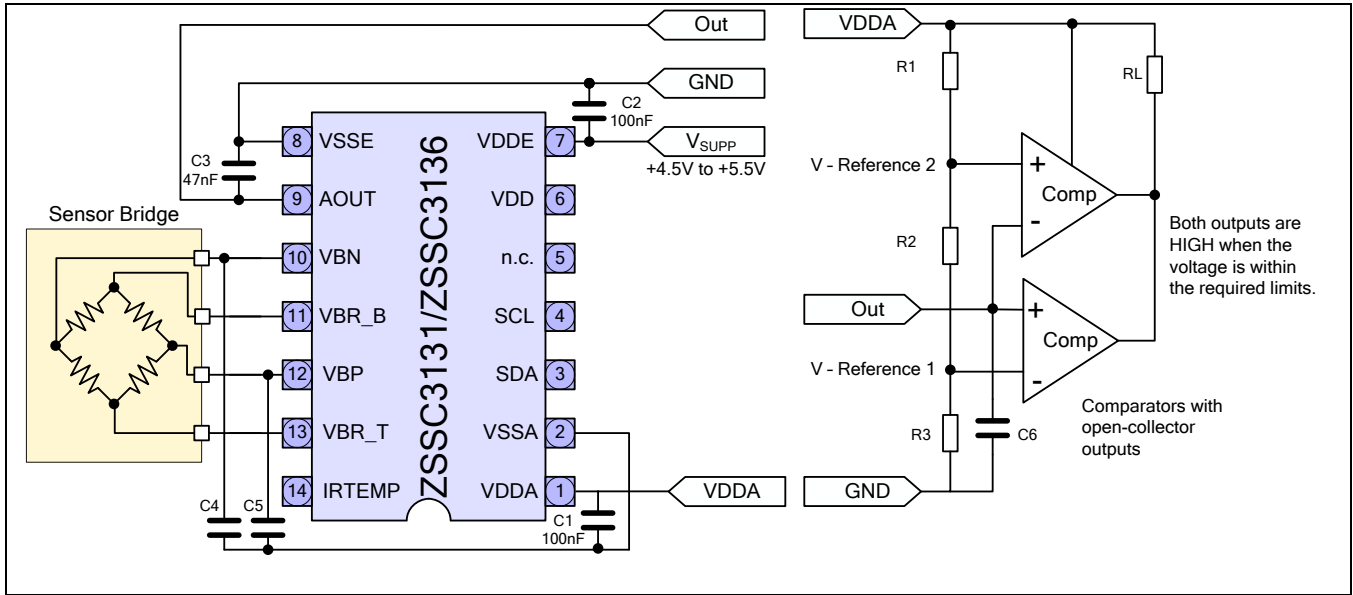 Out
GND
C2
100nF
V_SUPP
+4.5V to +5.5V
C3
47nF
Sensor Bridge
ZSSC3131/ZSSC3136
8 VSSE
9 AOUT
10 VBN
11 VBR_B
12 VBP
13 VBR_T
14 IRTEMP
VDDE 7
VDD 6
n.c. 5
SCL 4
SDA 3
VSSA 2
VDDA 1
C4
C5
C1
100nF
VDDA
VDDA
R1
RL
V - Reference 2
+
Comp
-
R2
Both outputs are
HIGH when the
voltage is within
the required limits.
Out
+
Comp
-
V - Reference 1
Comparators with
open-collector
outputs
R3
C6
GND